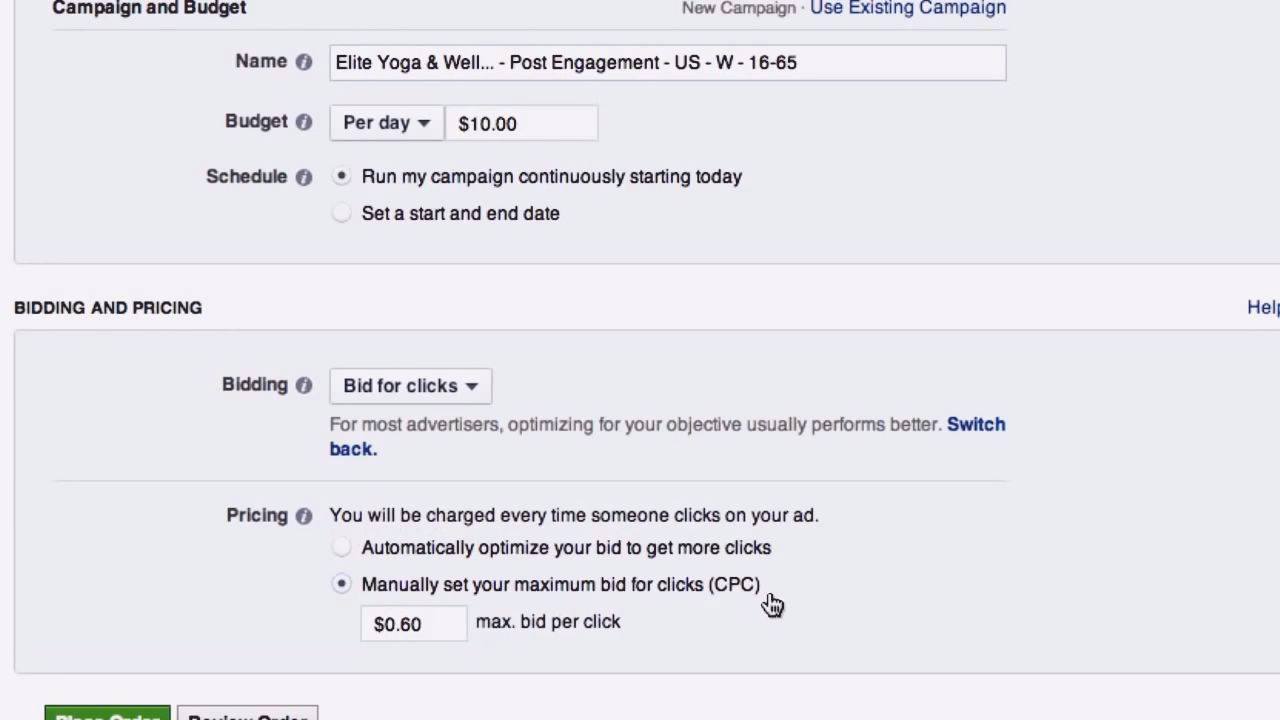 Campaign and Budget New Campaign · Use Existing Campaign
Name Elite Yoga & Well... - Post Engagement - US - W - 16-65
Budget Per day $10.00
Schedule Run my campaign continuously starting today
Set a start and end date
BIDDING AND PRICING Help
Bidding Bid for clicks
For most advertisers, optimizing for your objective usually performs better. Switch
back.
Pricing You will be charged every time someone clicks on your ad.
Automatically optimize your bid to get more clicks
Manually set your maximum bid for clicks (CPC)
$0.60 max. bid per click
Place Order Review Order